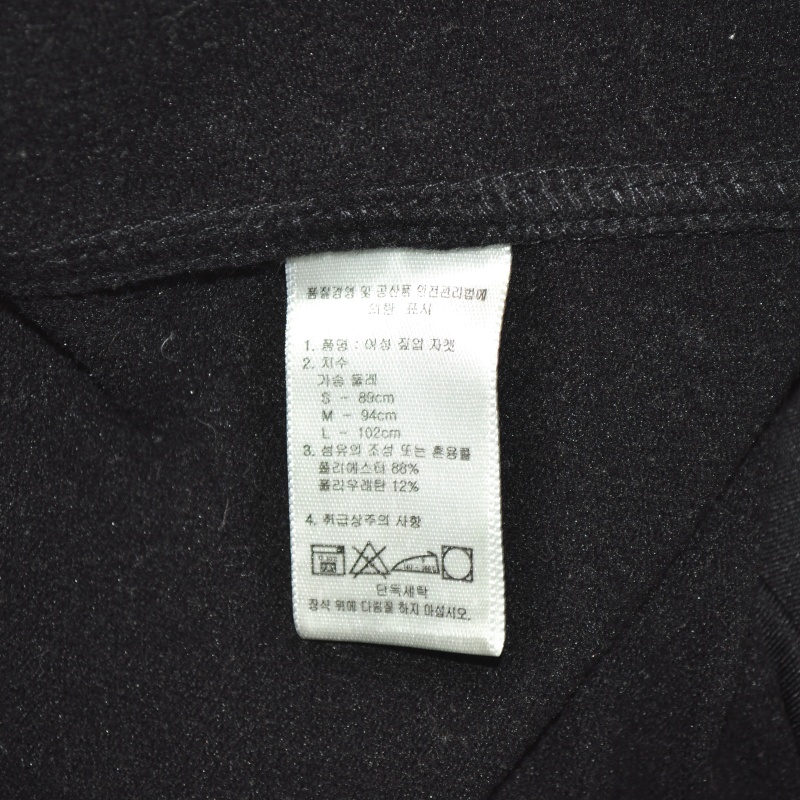 품질경영 및 공산품 안전관리법에
의한 표시
1. 품명 : 여성 짚압 자켓
2. 치수
가슴 둘레
S - 89cm
M - 94cm
L - 102cm
3. 섬유의 조성 또는 혼용률
폴리에스터 88%
폴리우레탄 12%
4. 취급상주의 사항
단독세탁
장식 위에 다림을 하지 마십시오.